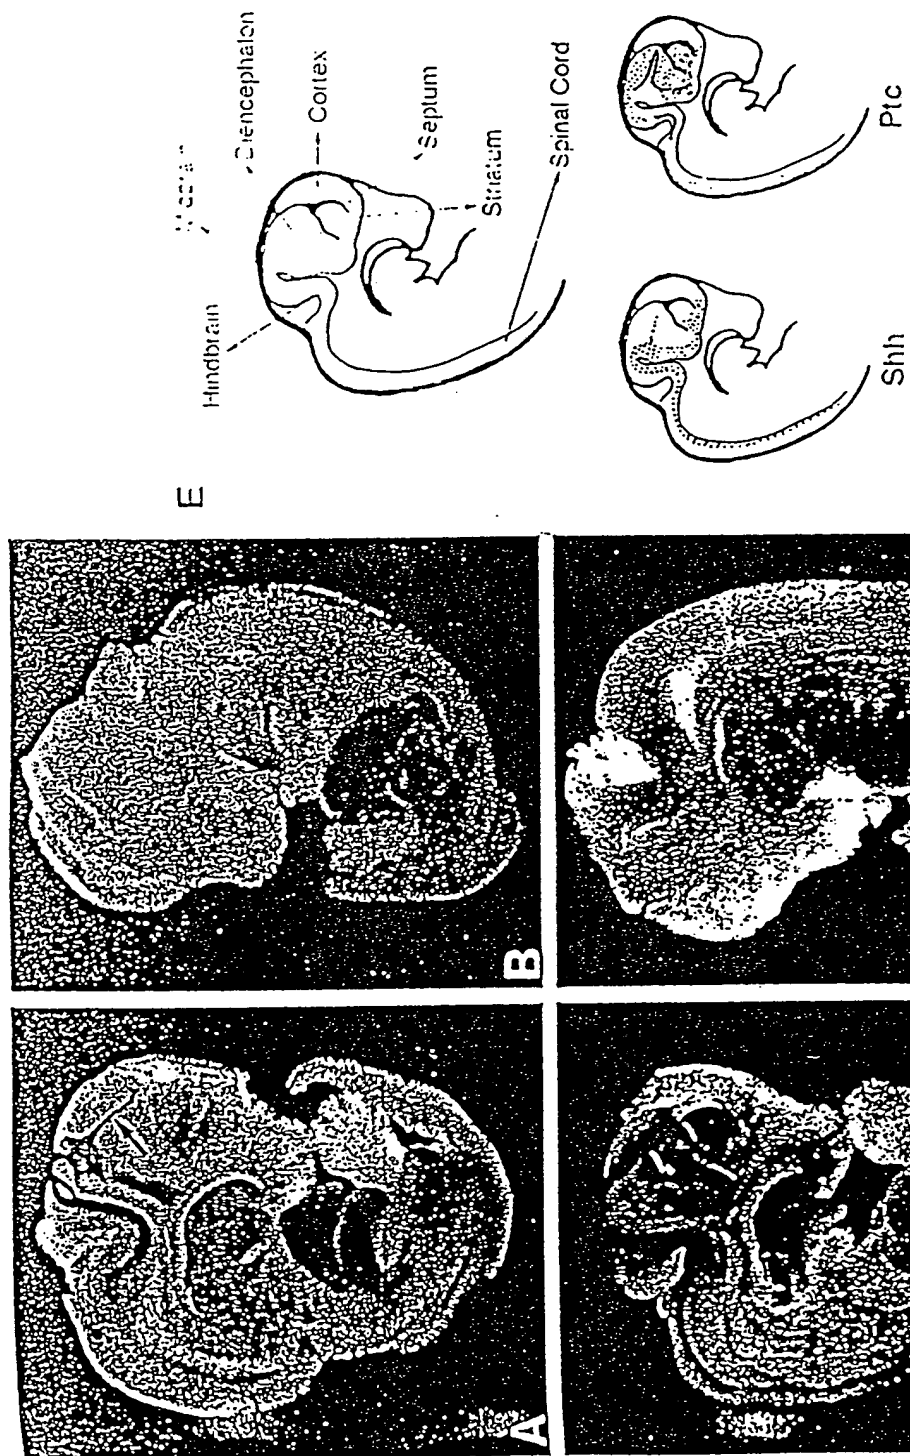 E
Diencephalon
Cortex
Septum
Striatum
Spinal Cord
Hindbrain
Shh
Ptc
A
B